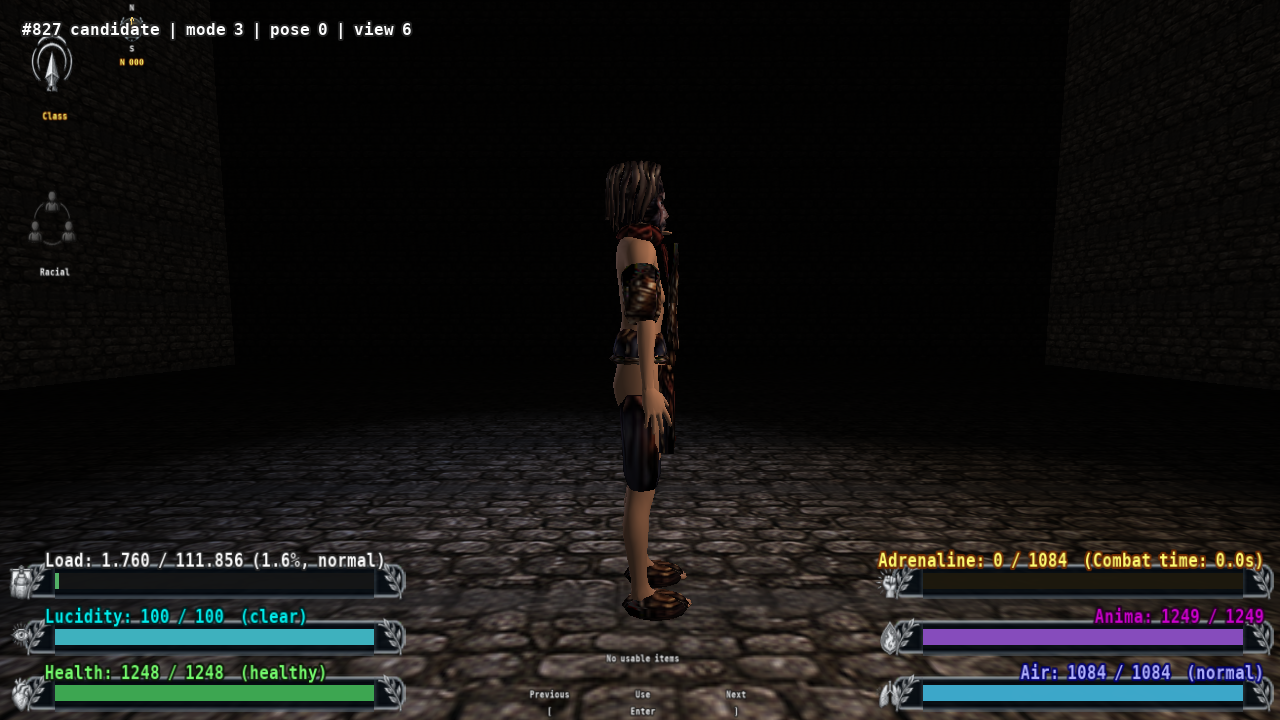 #827 candidate | mode 3 | pose 0 | view 6
N
S
N 000
Class
Racial
Load: 1.760 / 111.856 (1.6%, normal)
Lucidity: 100 / 100 (clear)
Health: 1248 / 1248 (healthy)
Adrenaline: 0 / 1084 (Combat time: 0.0s)
Anima: 1249 / 1249
Air: 1084 / 1084 (normal)
No usable items
Previous
Use
Next
[
Enter
]